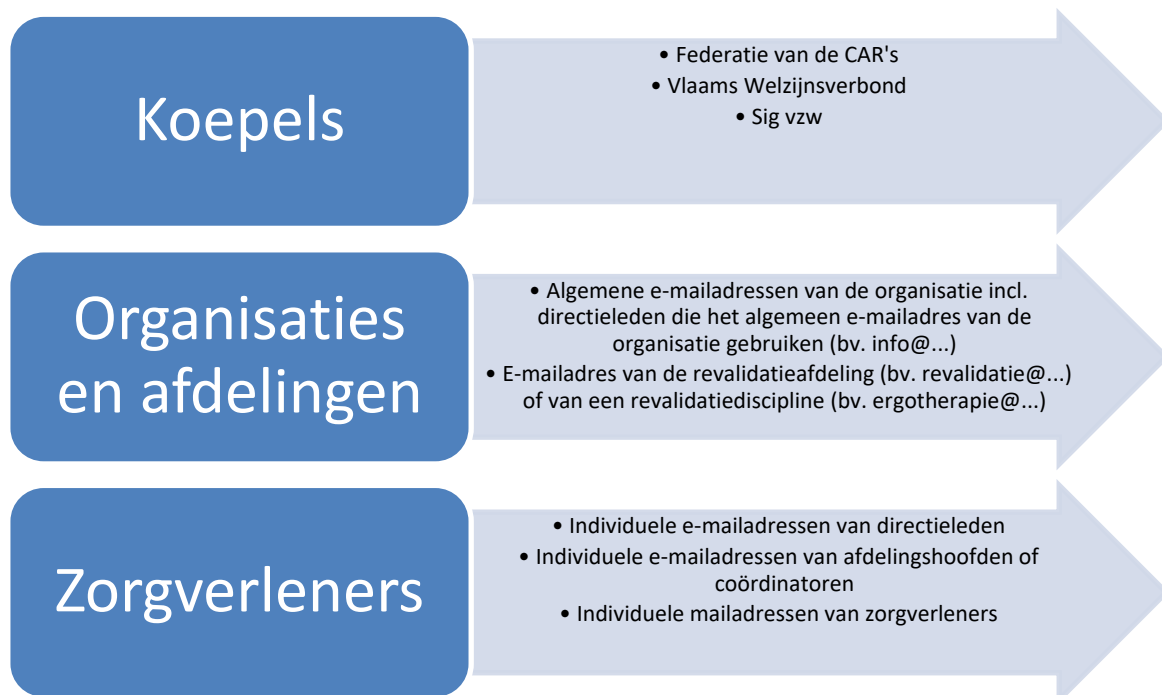 Koepels
• Federatie van de CAR's
• Vlaams Welzijnsverbond
• Sig vzw
Organisaties
en afdelingen
• Algemene e-mailadressen van de organisatie incl.
directieleden die het algemeen e-mailadres van de
organisatie gebruiken (bv. info@...)
• E-mailadres van de revalidatieafdeling (bv. revalidatie@...)
of van een revalidatiediscipline (bv. ergotherapie@...)
Zorgverleners
• Individuele e-mailadressen van directieleden
• Individuele e-mailadressen van afdelingshoofden of
coördinatoren
• Individuele mailadressen van zorgverleners